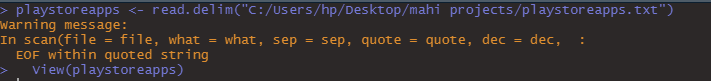 > playstoreapps <- read.delim("C:/Users/hp/Desktop/mahi projects/playstoreapps.txt")
Warning message:
In scan(file = file, what = what, sep = sep, quote = quote, dec = dec,  :
  EOF within quoted string
>   View(playstoreapps)